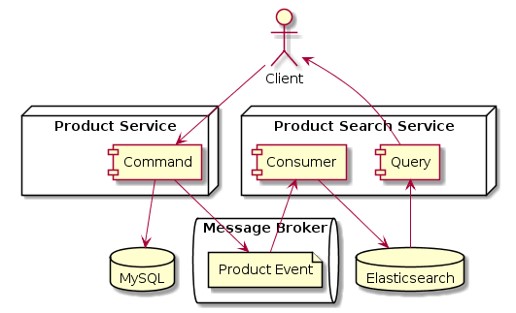 Client
Product Service
Product Search Service
Command
Consumer
Query
Message Broker
Product Event
MySQL
Elasticsearch